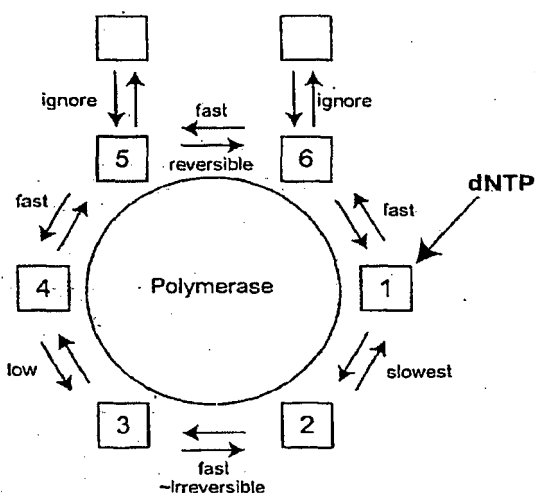 ignore
fast
ignore
5
reversible
6
dNTP
fast
fast
4
Polymerase
1
low
slowest
3
2
fast
~Irreversible